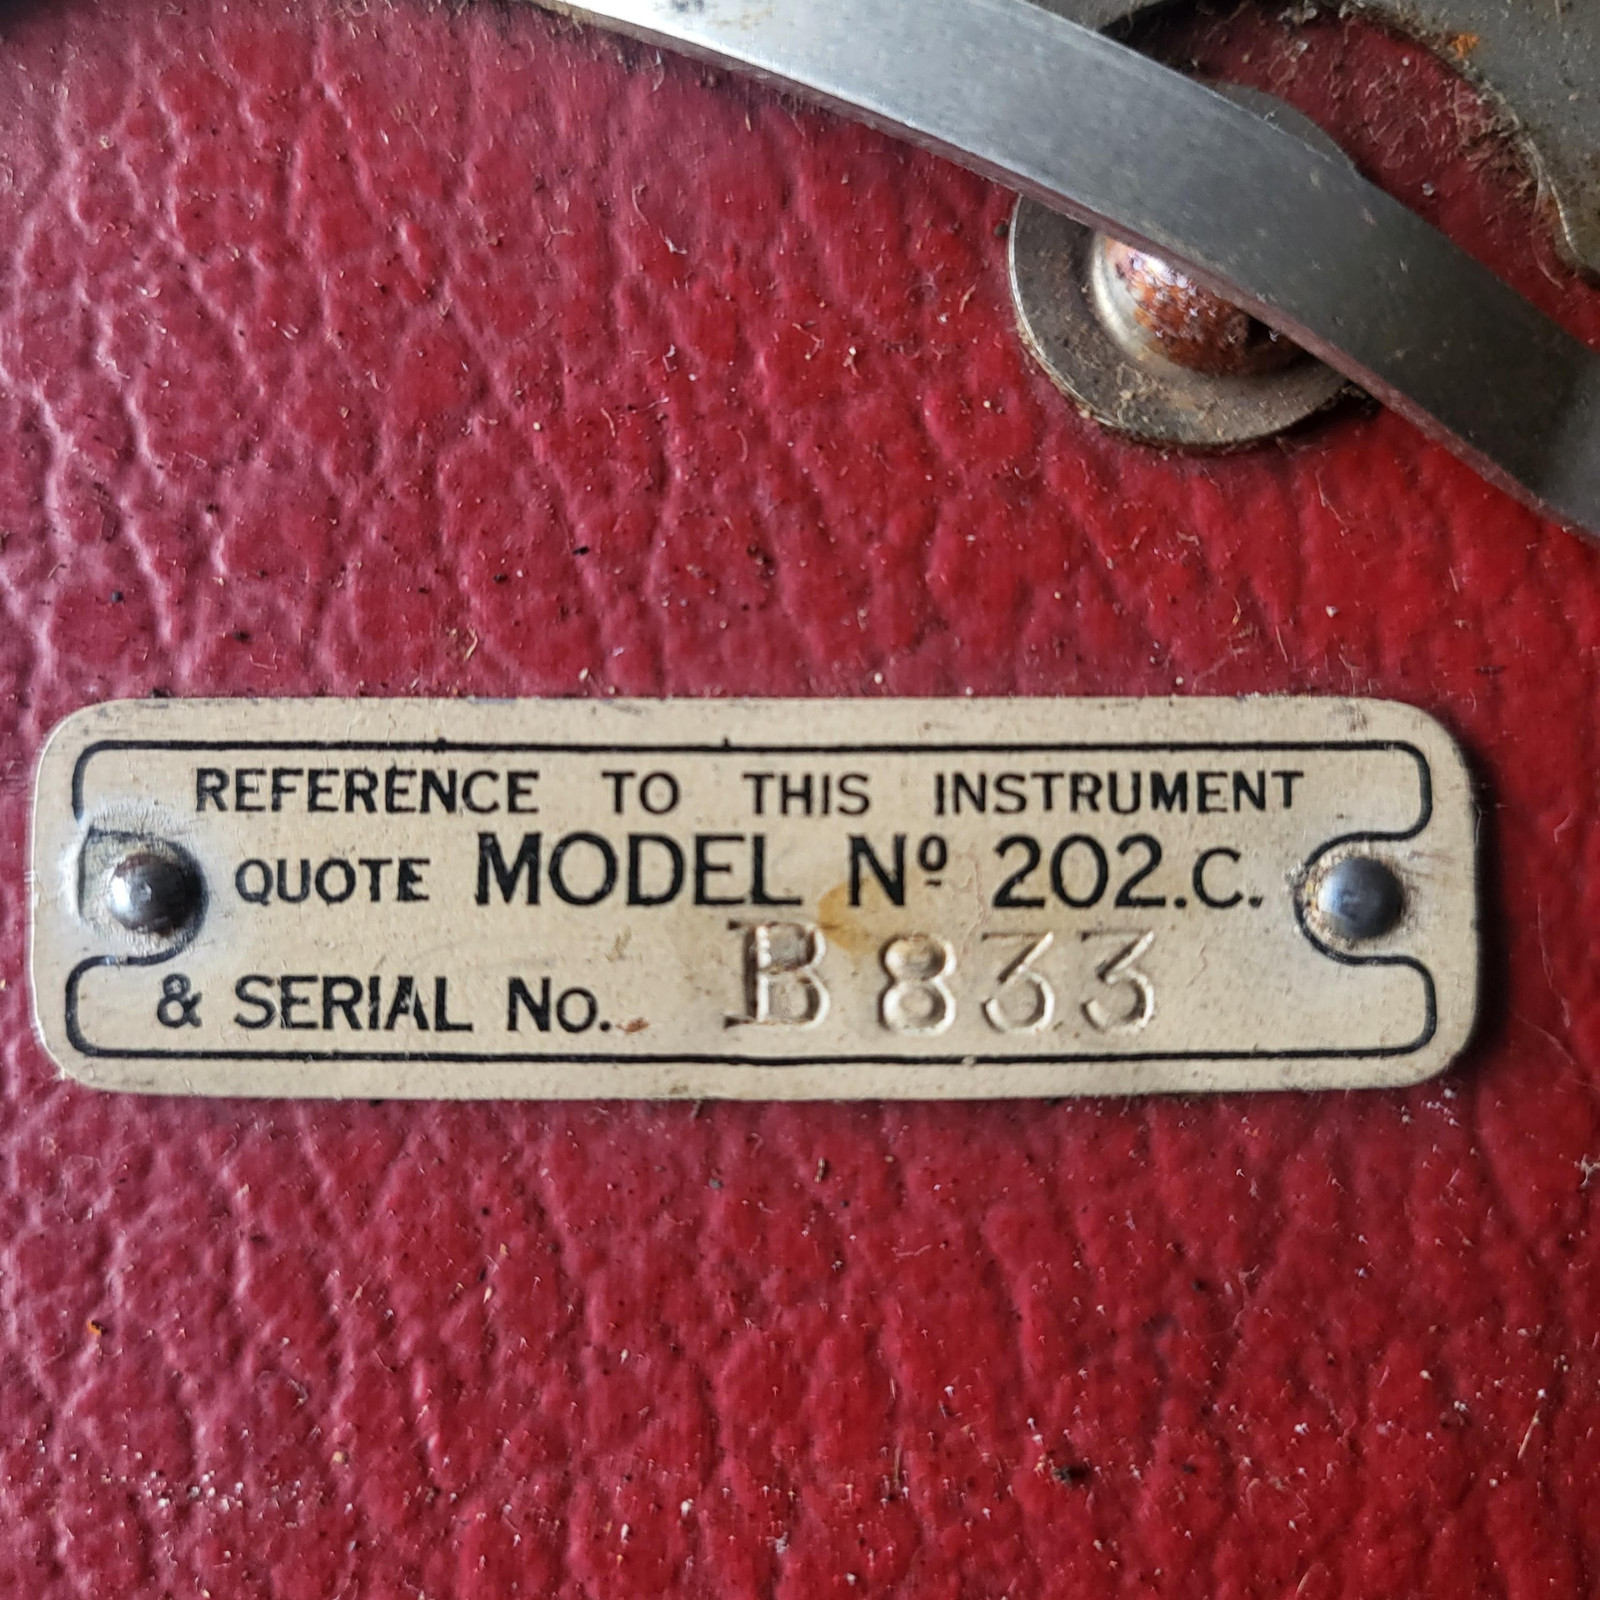 REFERENCE TO THIS INSTRUMENT
QUOTE MODEL Nº 202.C.
& SERIAL No. B833